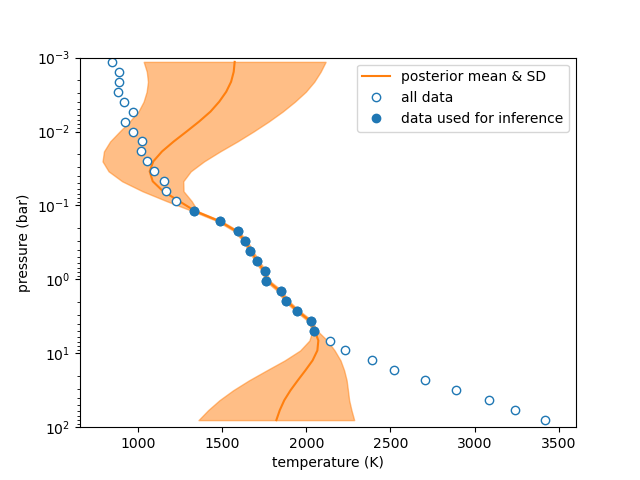 posterior mean & SD
all data
data used for inference
10⁻³
10⁻²
10⁻¹
10⁰
10¹
10²
pressure (bar)
1000 1500 2000 2500 3000 3500
temperature (K)